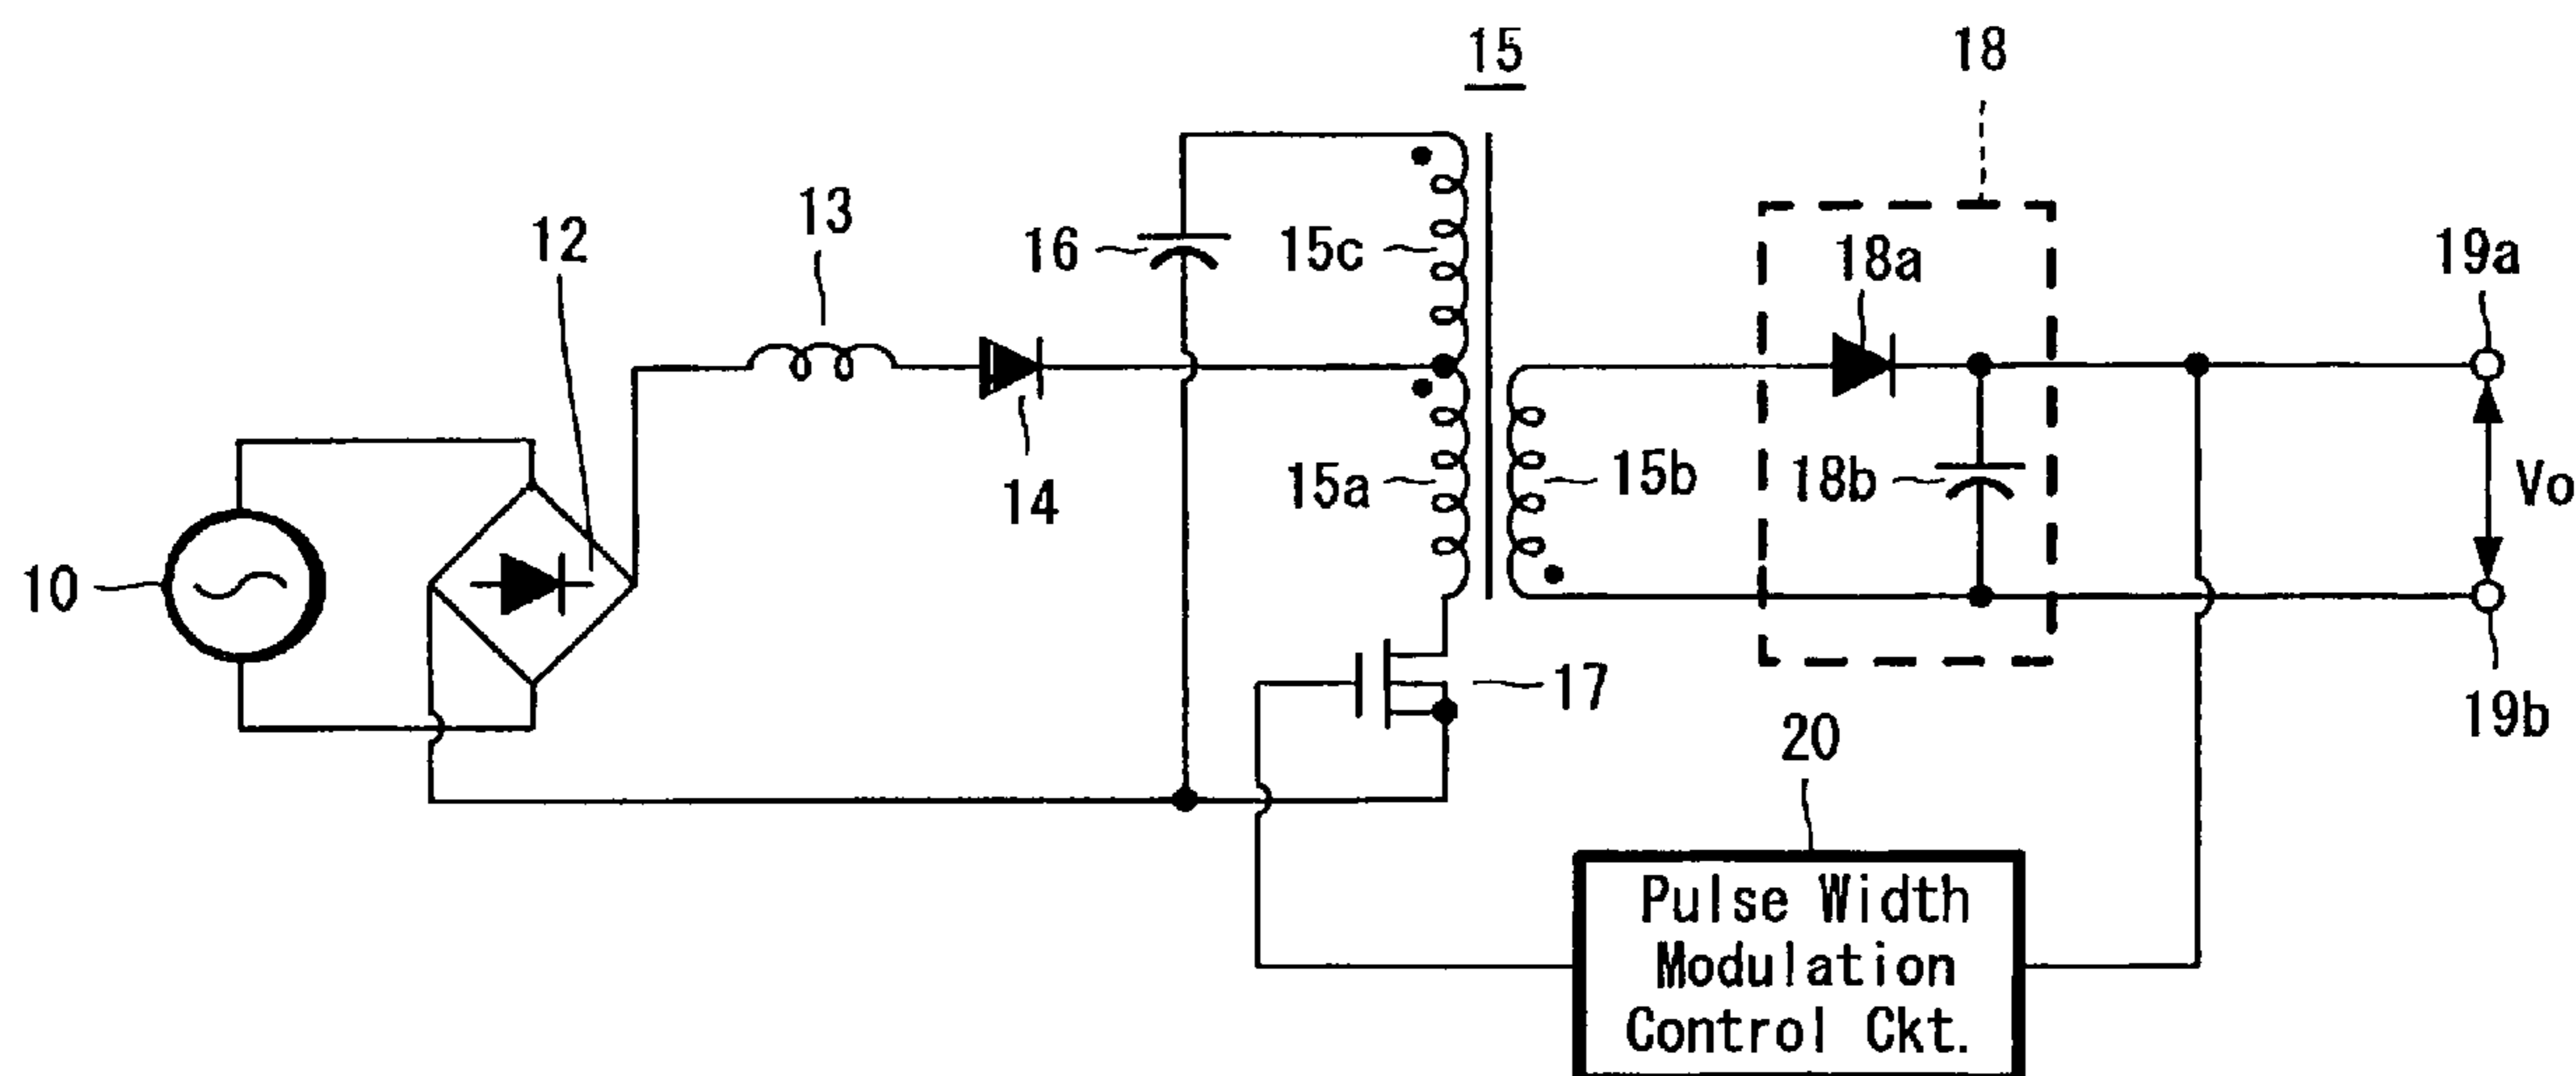 15
18
13
12
16
15c
18a
19a
14
15a
15b
18b
Vo
10
17
19b
20
Pulse Width
Modulation
Control Ckt.